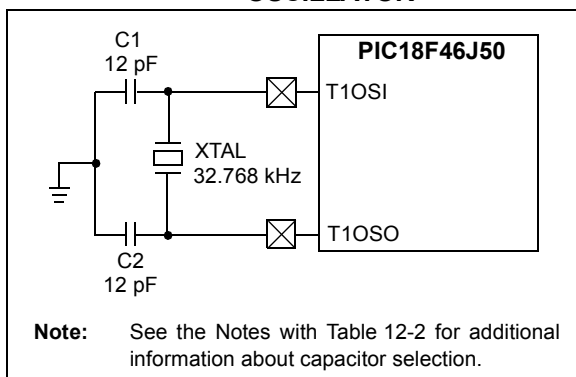 C1
12 pF
PIC18F46J50
T1OSI
XTAL
32.768 kHz
T1OSO
C2
12 pF
Note: See the Notes with Table 12-2 for additional
information about capacitor selection.